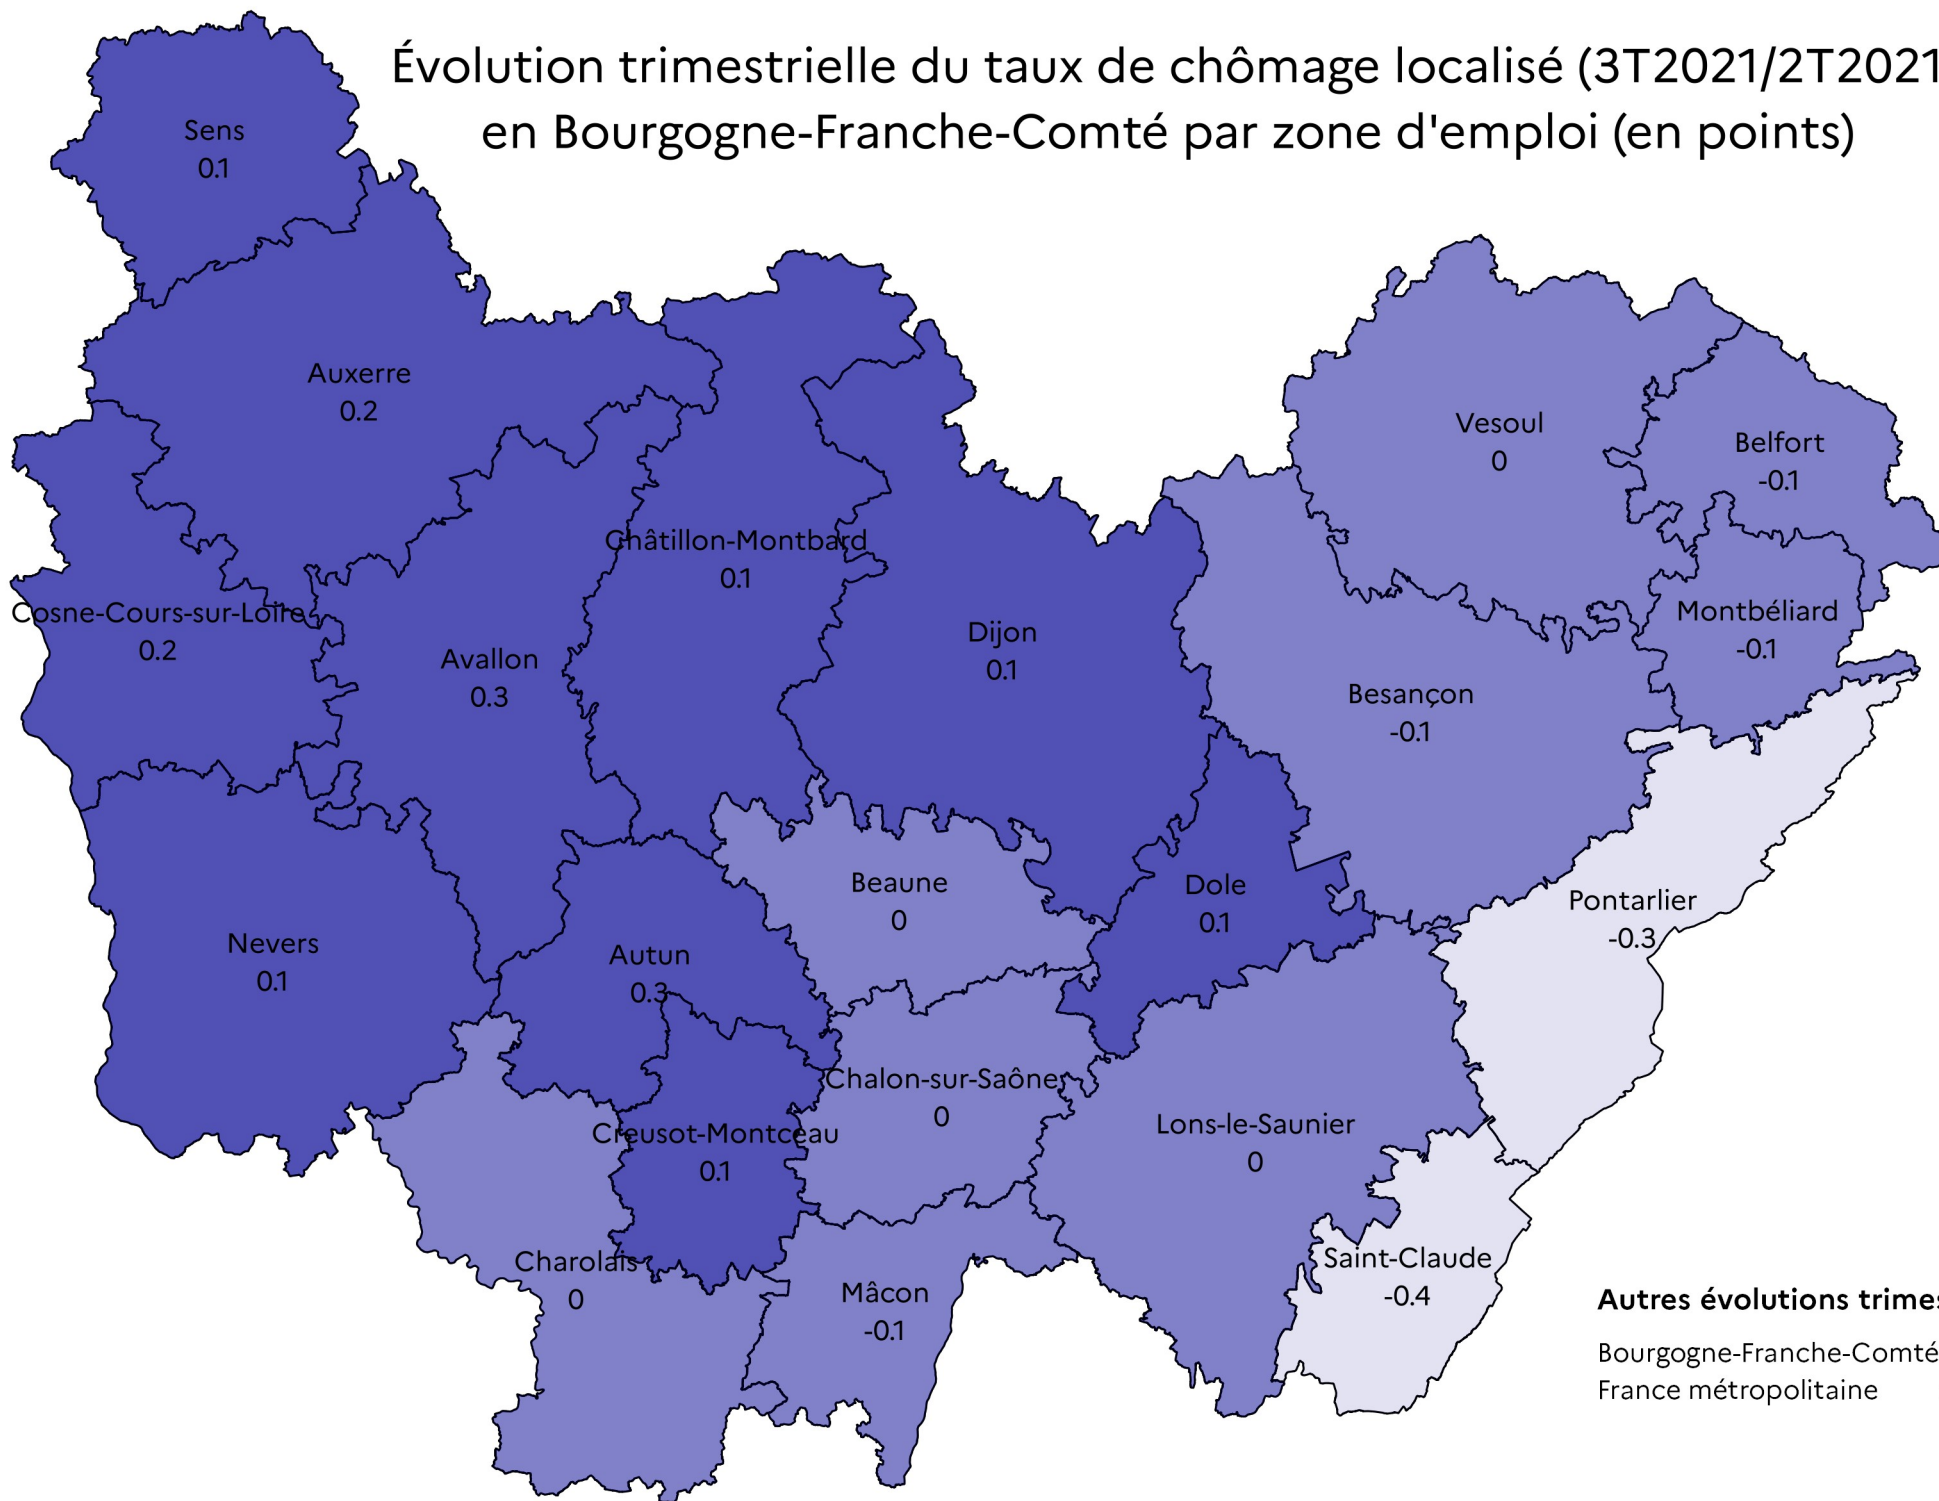 Évolution trimestrielle du taux de chômage localisé (3T2021/2T2021
en Bourgogne-Franche-Comté par zone d'emploi (en points)
Sens
0.1
Auxerre
0.2
Vesoul
0
Belfort
-0.1
Châtillon-Montbard
0.1
Cosne-Cours-sur-Loire
0.2
Avallon
0.3
Dijon
0.1
Montbéliard
-0.1
Besançon
-0.1
Beaune
0
Dole
0.1
Pontarlier
-0.3
Nevers
0.1
Autun
0.3
Chalon-sur-Saône
0
Creusot-Montceau
0.1
Lons-le-Saunier
0
Charolais
0
Mâcon
-0.1
Saint-Claude
-0.4
Autres évolutions trimes
Bourgogne-Franche-Comté
France métropolitaine